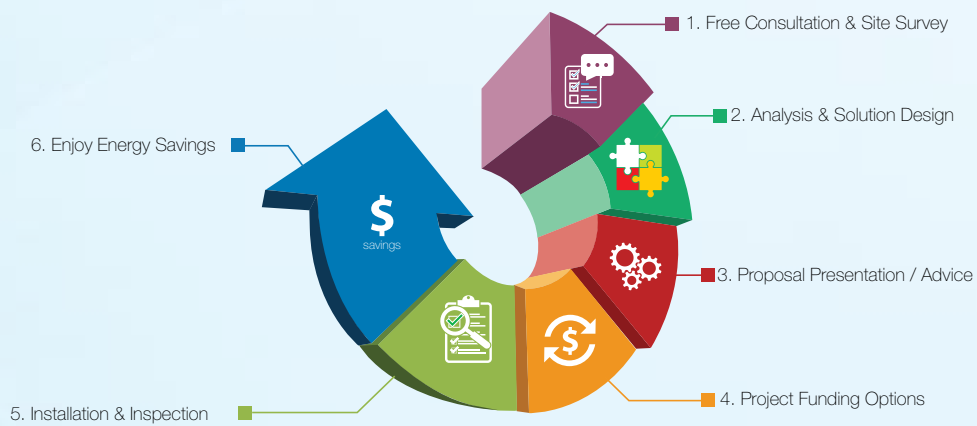 1. Free Consultation & Site Survey
2. Analysis & Solution Design
3. Proposal Presentation / Advice
4. Project Funding Options
5. Installation & Inspection
6. Enjoy Energy Savings
$
savings
$